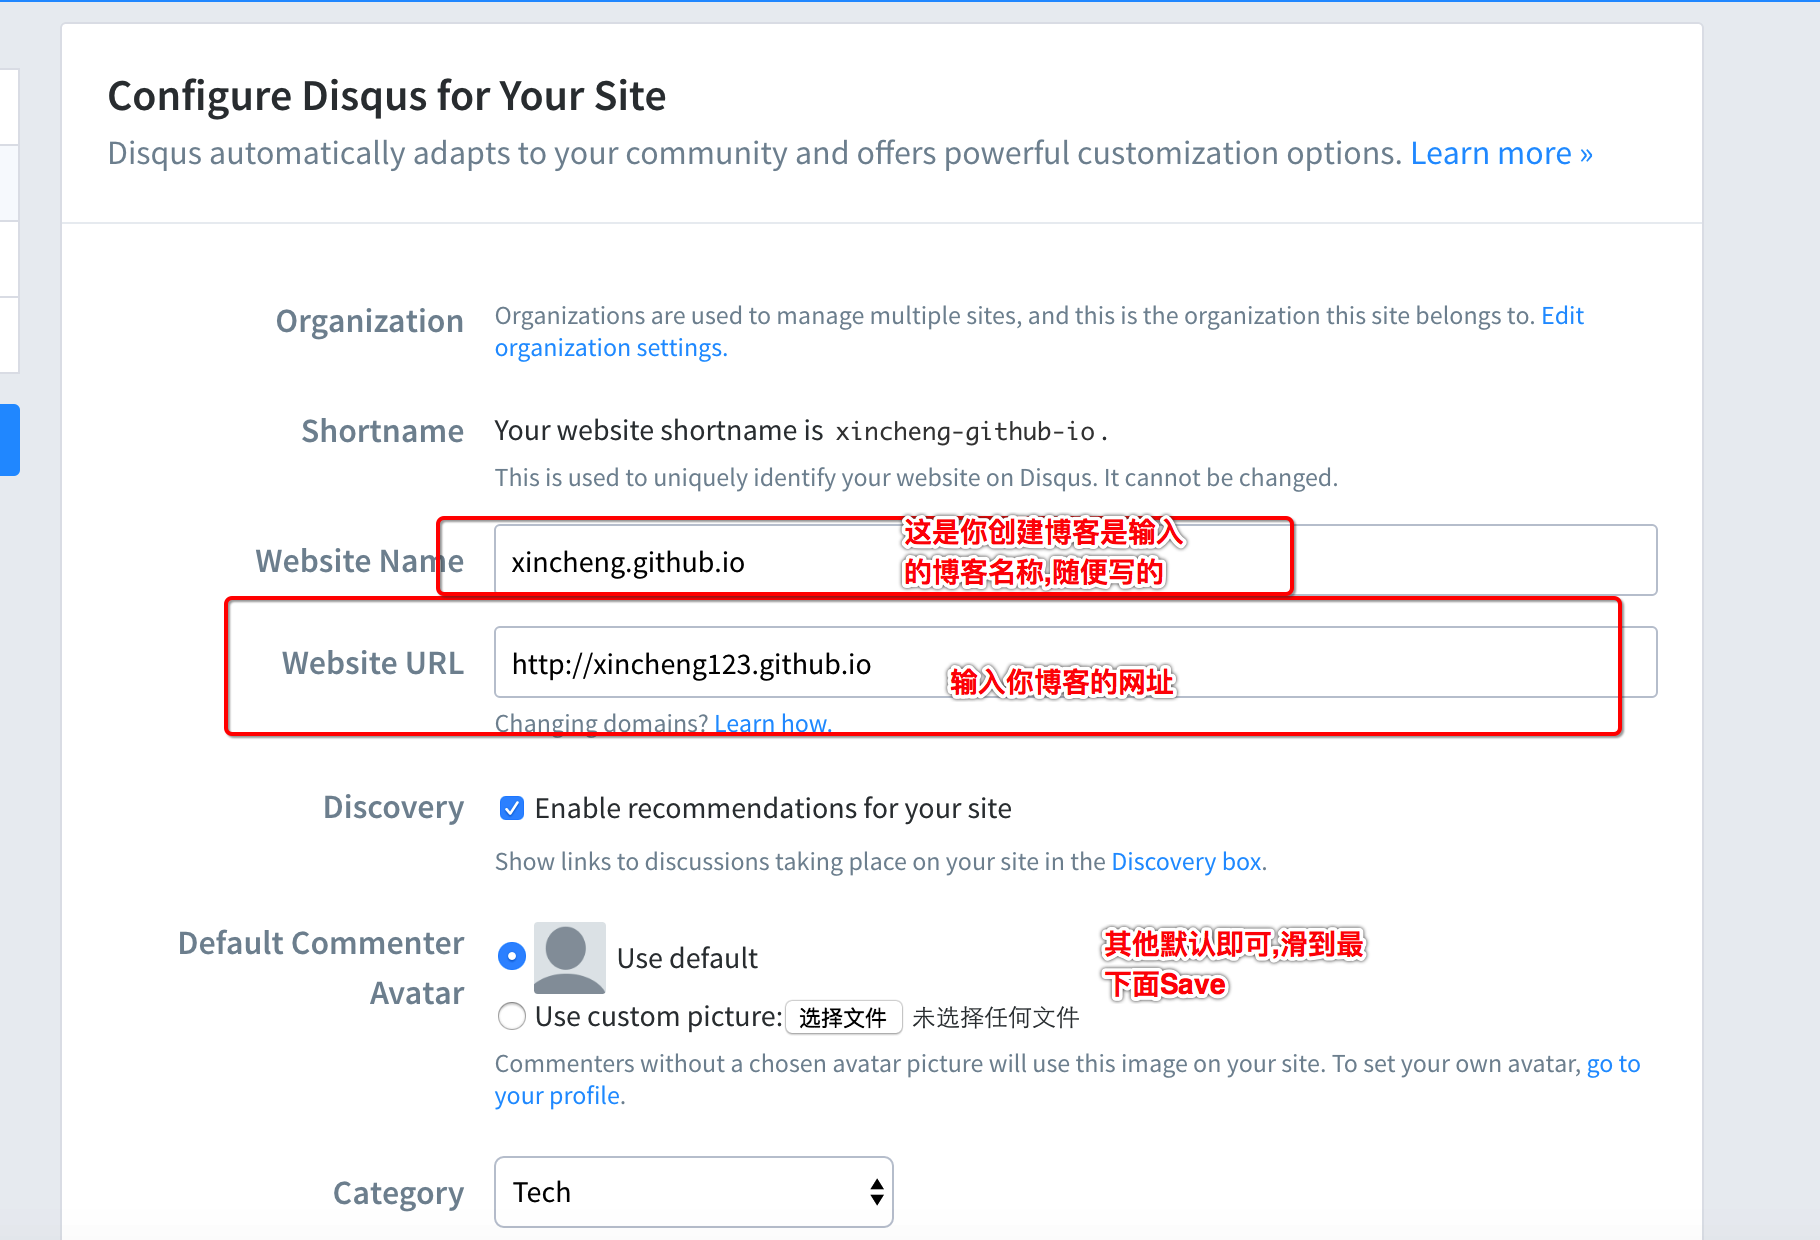 Configure Disqus for Your Site
Disqus automatically adapts to your community and offers powerful customization options. Learn more »
Organization
Organizations are used to manage multiple sites, and this is the organization this site belongs to. Edit
organization settings.
Shortname
Your website shortname is xincheng-github-io.
This is used to uniquely identify your website on Disqus. It cannot be changed.
Website Name
xincheng.github.io
这是你创建博客是输入
的博客名称,随便写的
Website URL
http://xincheng123.github.io
输入你博客的网址
Changing domains? Learn how.
Discovery
Enable recommendations for your site
Show links to discussions taking place on your site in the Discovery box.
Default Commenter
Avatar
Use default
其他默认即可,滑到最
下面Save
Use custom picture: 选择文件 未选择任何文件
Commenters without a chosen avatar picture will use this image on your site. To set your own avatar, go to
your profile.
Category
Tech